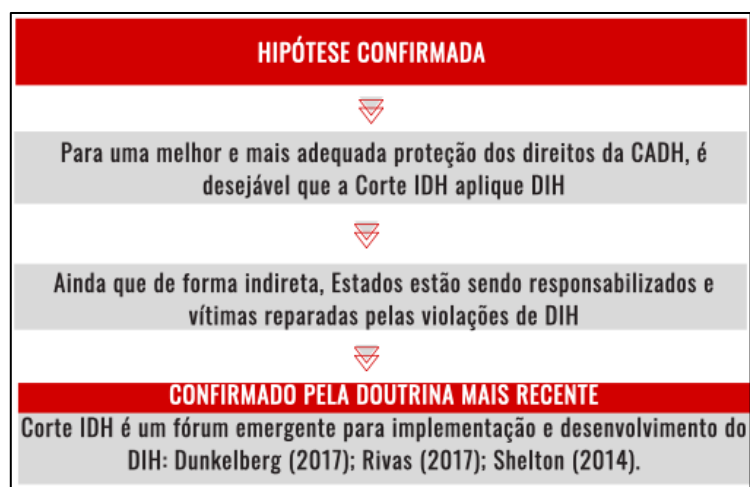 HIPÓTESE CONFIRMADA
Para uma melhor e mais adequada proteção dos direitos da CADH, é
desejável que a Corte IDH aplique DIH
Ainda que de forma indireta, Estados estão sendo responsabilizados e
vítimas reparadas pelas violações de DIH
CONFIRMADO PELA DOUTRINA MAIS RECENTE
Corte IDH é um fórum emergente para implementação e desenvolvimento do
DIH: Dunkelberg (2017); Rivas (2017); Shelton (2014).